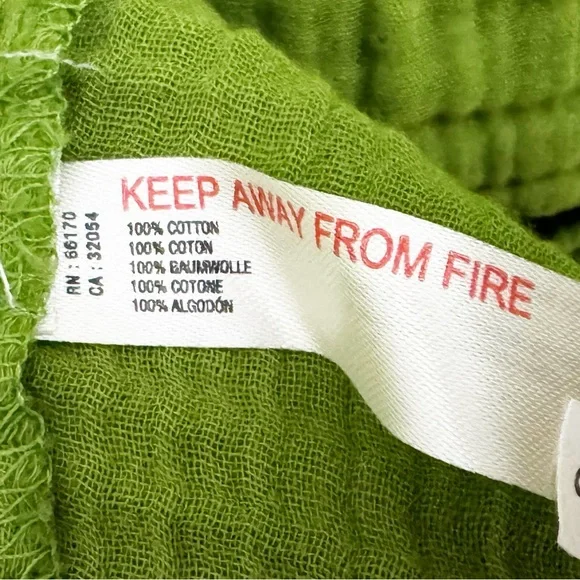 KEEP AWAY FROM FIRE
RN : 66170
CA : 32054
100% COTTON
100% COTON
100% BAUMWOLLE
100% COTONE
100% ALGODÓN